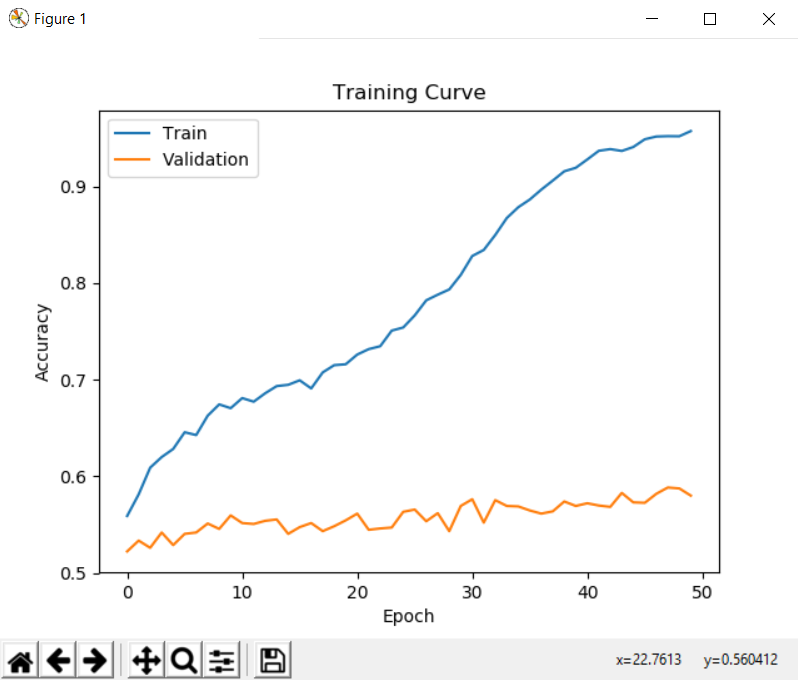 Figure 1
Training Curve
Train
Validation
0.9
0.8
0.7
0.6
0.5
Accuracy
0 10 20 30 40 50
Epoch
x=22.7613 y=0.560412